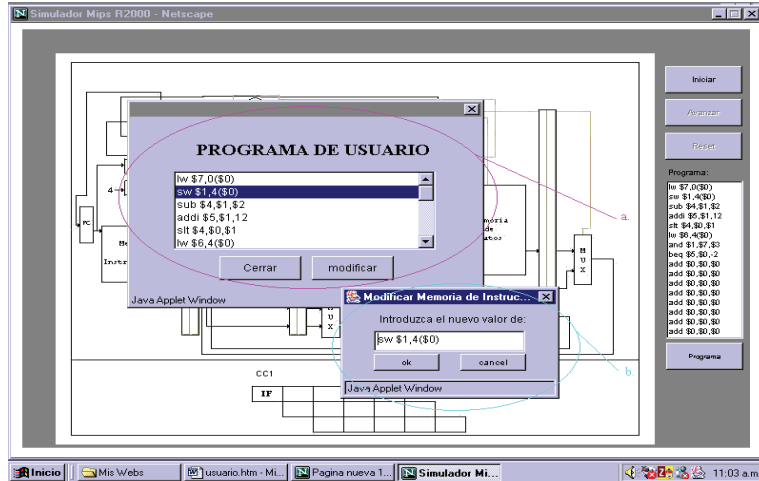 Simulador Mips R2000 - Netscape
Iniciar
Avanzar
Reset
Programa:
lw $7,0($0)
sw $1,4($0)
sub $4,$1,$2
addi $5,$1,12
slt $4,$0,$1
lw $6,4($0)
and $1,$7,$3
beq $5,$0,-2
add $0,$0,$0
add $0,$0,$0
add $0,$0,$0
add $0,$0,$0
add $0,$0,$0
add $0,$0,$0
add $0,$0,$0
Programa
PROGRAMA DE USUARIO
lw $7,0($0)
sw $1,4($0)
sub $4,$1,$2
addi $5,$1,12
slt $4,$0,$1
lw $6,4($0)
Cerrar
modificar
Java Applet Window
a.
4
PC
Me
Instr
moria
de
atos
M
U
X
U
X
Modificar Memoria de Instruc...
Introduzca el nuevo valor de:
sw $1,4($0)
ok
cancel
Java Applet Window
b.
CC1
IF
Inicio
Mis Webs
usuario.htm - Mi...
Pagina nueva 1...
Simulador Mi...
11:03 a.m.